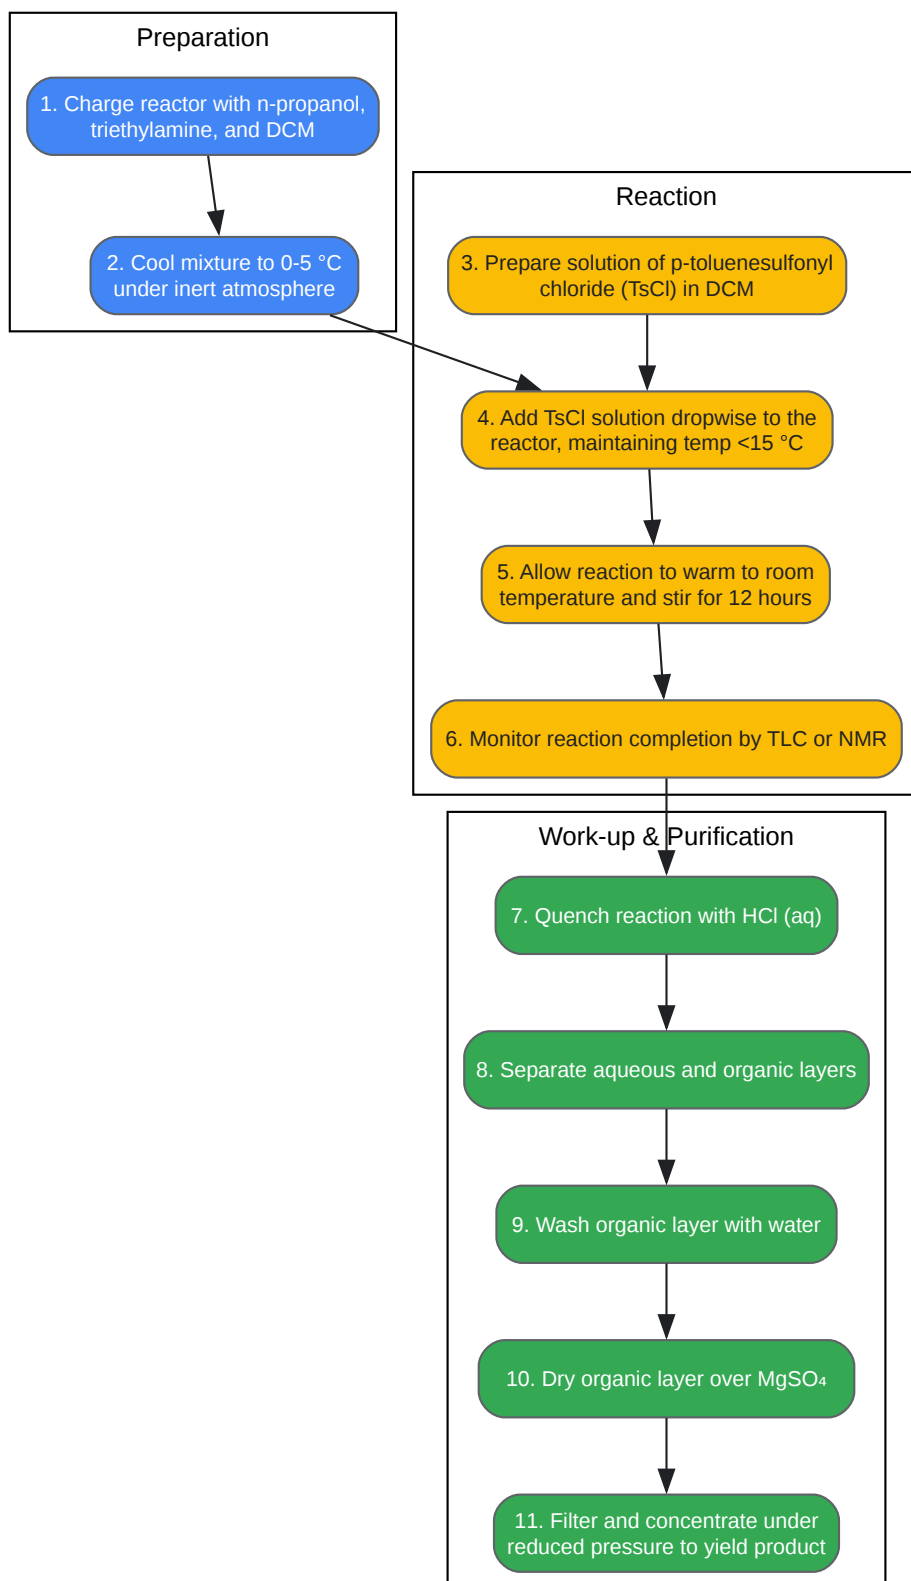 Preparation
1. Charge reactor with n-propanol,
triethylamine, and DCM
2. Cool mixture to 0-5 °C
under inert atmosphere
Reaction
3. Prepare solution of p-toluenesulfonyl
chloride (TsCl) in DCM
4. Add TsCl solution dropwise to the
reactor, maintaining temp <15 °C
5. Allow reaction to warm to room
temperature and stir for 12 hours
6. Monitor reaction completion by TLC or NMR
Work-up & Purification
7. Quench reaction with HCl (aq)
8. Separate aqueous and organic layers
9. Wash organic layer with water
10. Dry organic layer over MgSO₄
11. Filter and concentrate under
reduced pressure to yield product